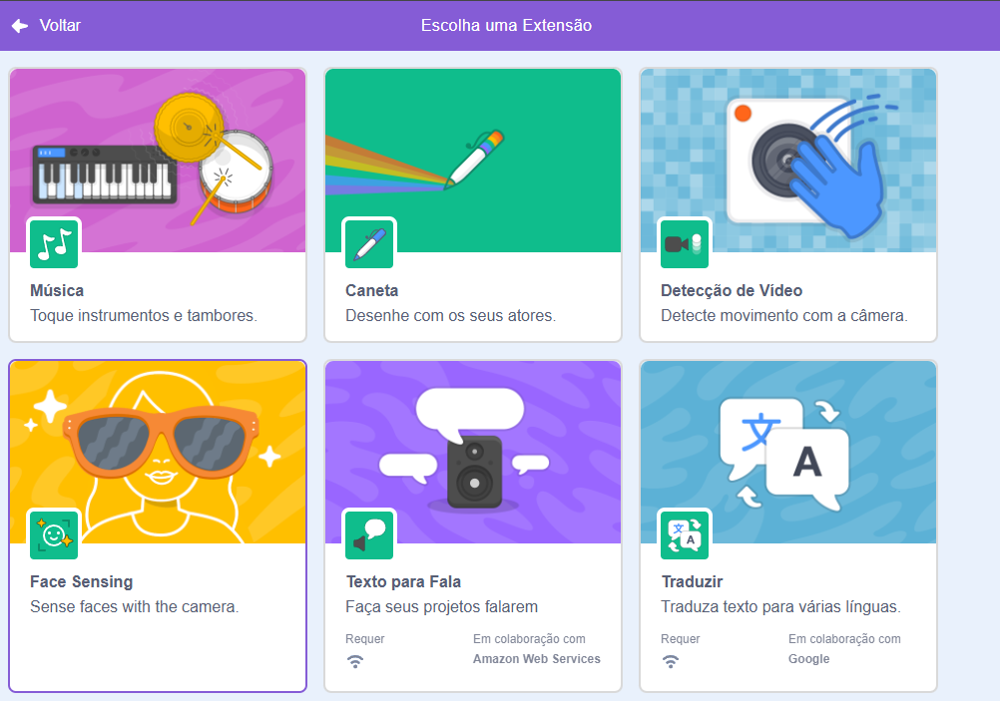 Voltar
Escolha uma Extensão
Música
Toque instrumentos e tambores.
Caneta
Desenhe com os seus atores.
Detecção de Vídeo
Detecte movimento com a câmera.
Face Sensing
Sense faces with the camera.
文
A
Texto para Fala
Faça seus projetos falarem
Requer
Em colaboração com
Amazon Web Services
文
A
Traduzir
Traduza texto para várias línguas.
Requer
Em colaboração com
Google